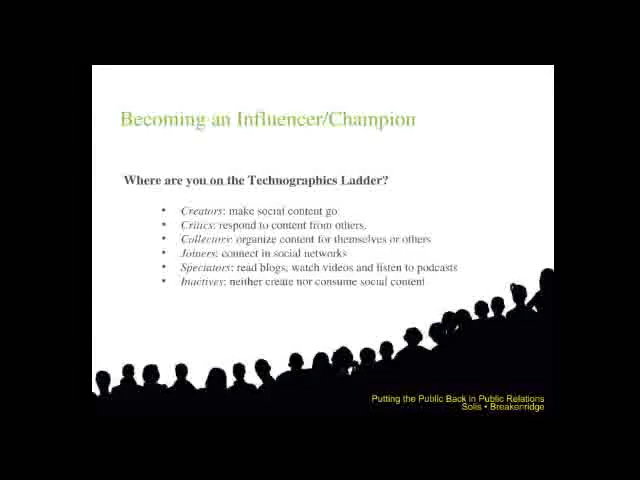 Becoming an Influencer/Champion
Where are you on the Technographics Ladder?
• Creators: make social content go.
• Critics: respond to content from others.
• Collectors: organize content for themselves or others
• Joiners: connect in social networks
• Spectators: read blogs, watch videos and listen to podcasts
• Inactives: neither create nor consume social content
Putting the Public Back in Public Relations
Solis • Breakenridge